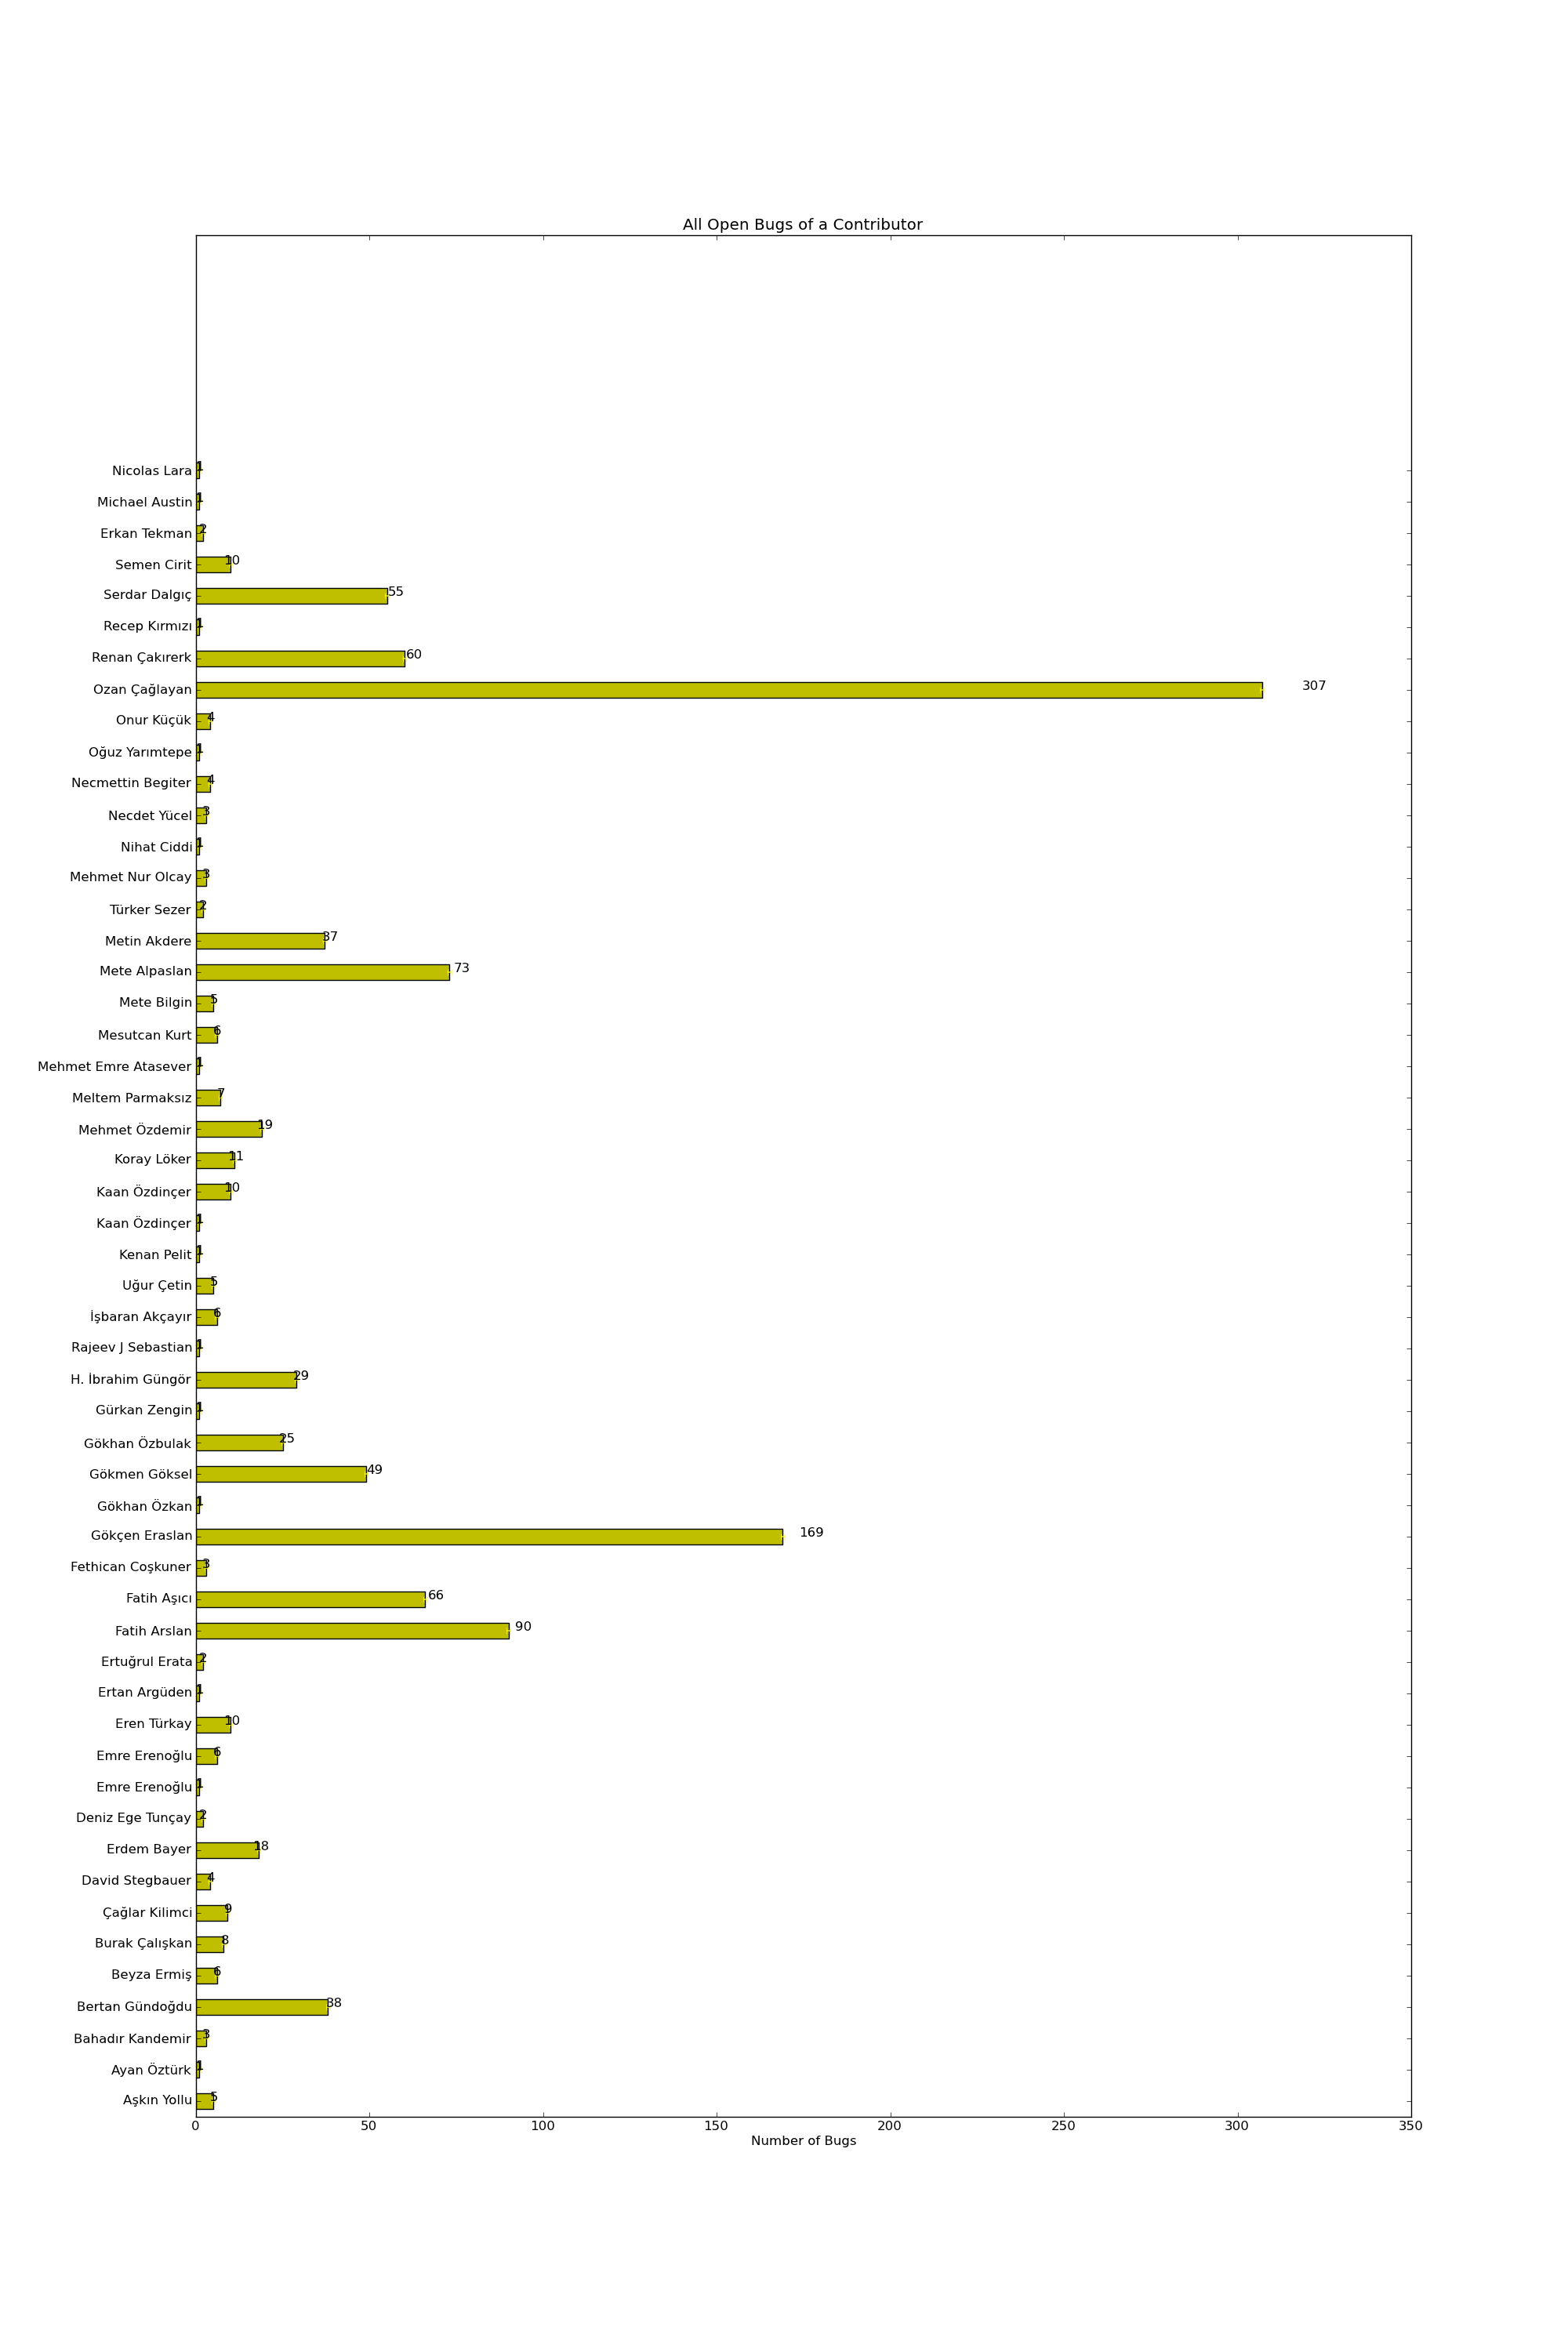 All Open Bugs of a Contributor
Nicolas Lara 1
Michael Austin 1
Erkan Tekman 2
Semen Cirit 10
Serdar Dalgıç 55
Recep Kırmızı 1
Renan Çakırerk 60
Ozan Çağlayan 307
Onur Küçük 4
Oğuz Yarımtepe 1
Necmettin Begiter 4
Necdet Yücel 3
Nihat Ciddi 1
Mehmet Nur Olcay 3
Türker Sezer 2
Metin Akdere 37
Mete Alpaslan 73
Mete Bilgin 5
Mesutcan Kurt 6
Mehmet Emre Atasever 1
Meltem Parmaksız 7
Mehmet Özdemir 19
Koray Löker 11
Kaan Özdinçer 10
Kaan Özdinçer 1
Kenan Pelit 1
Uğur Çetin 5
İşbaran Akçayır 6
Rajeev J Sebastian 1
H. İbrahim Güngör 29
Gürkan Zengin 1
Gökhan Özbulak 25
Gökmen Göksel 49
Gökhan Özkan 1
Gökçen Eraslan 169
Fethican Coşkuner 3
Fatih Aşıcı 66
Fatih Arslan 90
Ertuğrul Erata 2
Ertan Argüden 1
Eren Türkay 10
Emre Erenoğlu 6
Emre Erenoğlu 1
Deniz Ege Tunçay 2
Erdem Bayer 18
David Stegbauer 4
Çağlar Kilimci 9
Burak Çalışkan 8
Beyza Ermiş 6
Bertan Gündoğdu 38
Bahadır Kandemir 3
Ayan Öztürk 1
Aşkın Yollu 5
0 50 100 150 200 250 300 350
Number of Bugs